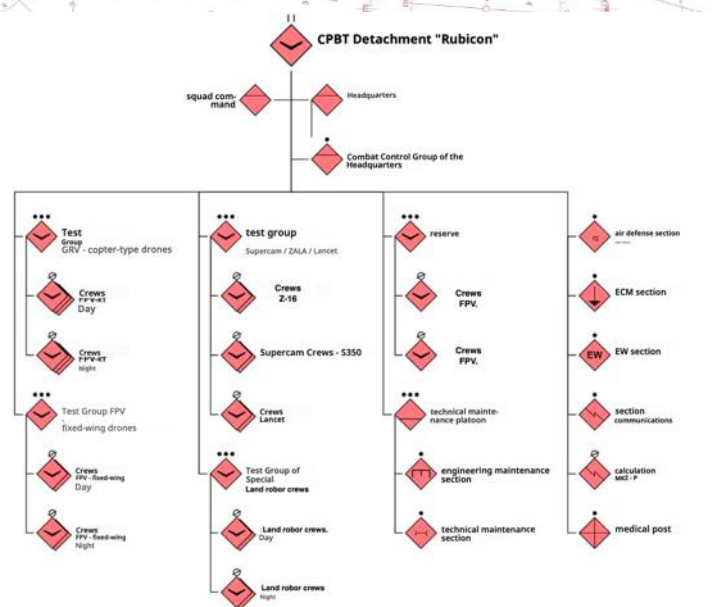 CPBT Detachment "Rubicon"
squad com-
mand
Headquarters
Combat Control Group of the
Headquarters
Test
Group
GRV - copter-type drones
Crews
Day
Crews
Night
Test Group FPV
-
fixed-wing drones
Crews
FPV - fixed-wing
Day
Crews
FPV - fixed-wing
Night
test group
Supercam / ZALA / Lancet
Crews
Z-16
Supercam Crews - S350
Crews
Lancet
Test Group of
Special
Land robor crews
Land robor crews.
Day
Land robor crews
Night
reserve
Crews
FPV.
Crews
FPV.
technical mainte-
nance platoon
engineering maintenance
section
technical maintenance
section
air defense section
ECM section
EW
EW section
section
communications
calculation
medical post